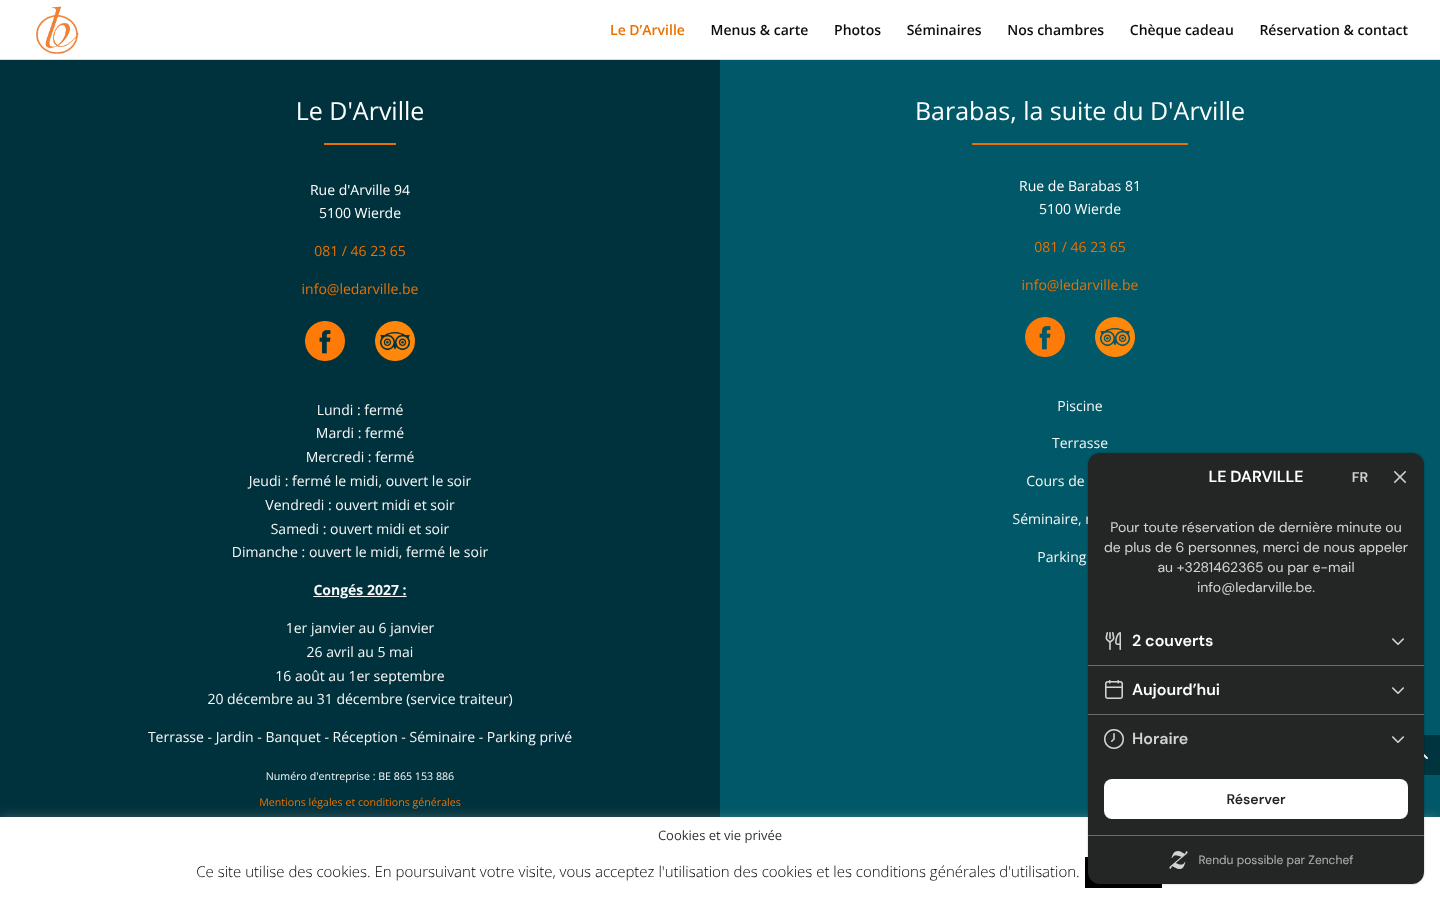 b
Le D’Arville
Menus & carte
Photos
Séminaires
Nos chambres
Chèque cadeau
Réservation & contact
Le D'Arville
Rue d'Arville 94
5100 Wierde
081 / 46 23 65
info@ledarville.be
Lundi : fermé
Mardi : fermé
Mercredi : fermé
Jeudi : fermé le midi, ouvert le soir
Vendredi : ouvert midi et soir
Samedi : ouvert midi et soir
Dimanche : ouvert le midi, fermé le soir
Congés 2027 :
1er janvier au 6 janvier
26 avril au 5 mai
16 août au 1er septembre
20 décembre au 31 décembre (service traiteur)
Terrasse - Jardin - Banquet - Réception - Séminaire - Parking privé
Numéro d'entreprise : BE 865 153 886
Mentions légales et conditions générales
Barabas, la suite du D'Arville
Rue de Barabas 81
5100 Wierde
081 / 46 23 65
info@ledarville.be
Piscine
Terrasse
Cours de
Séminaire,
Parking
LE DARVILLE
FR
Pour toute réservation de dernière minute ou
de plus de 6 personnes, merci de nous appeler
au +3281462365 ou par e-mail
info@ledarville.be.
2 couverts
Aujourd’hui
Horaire
Réserver
Rendu possible par Zenchef
Cookies et vie privée
Ce site utilise des cookies. En poursuivant votre visite, vous acceptez l'utilisation des cookies et les conditions générales d'utilisation.